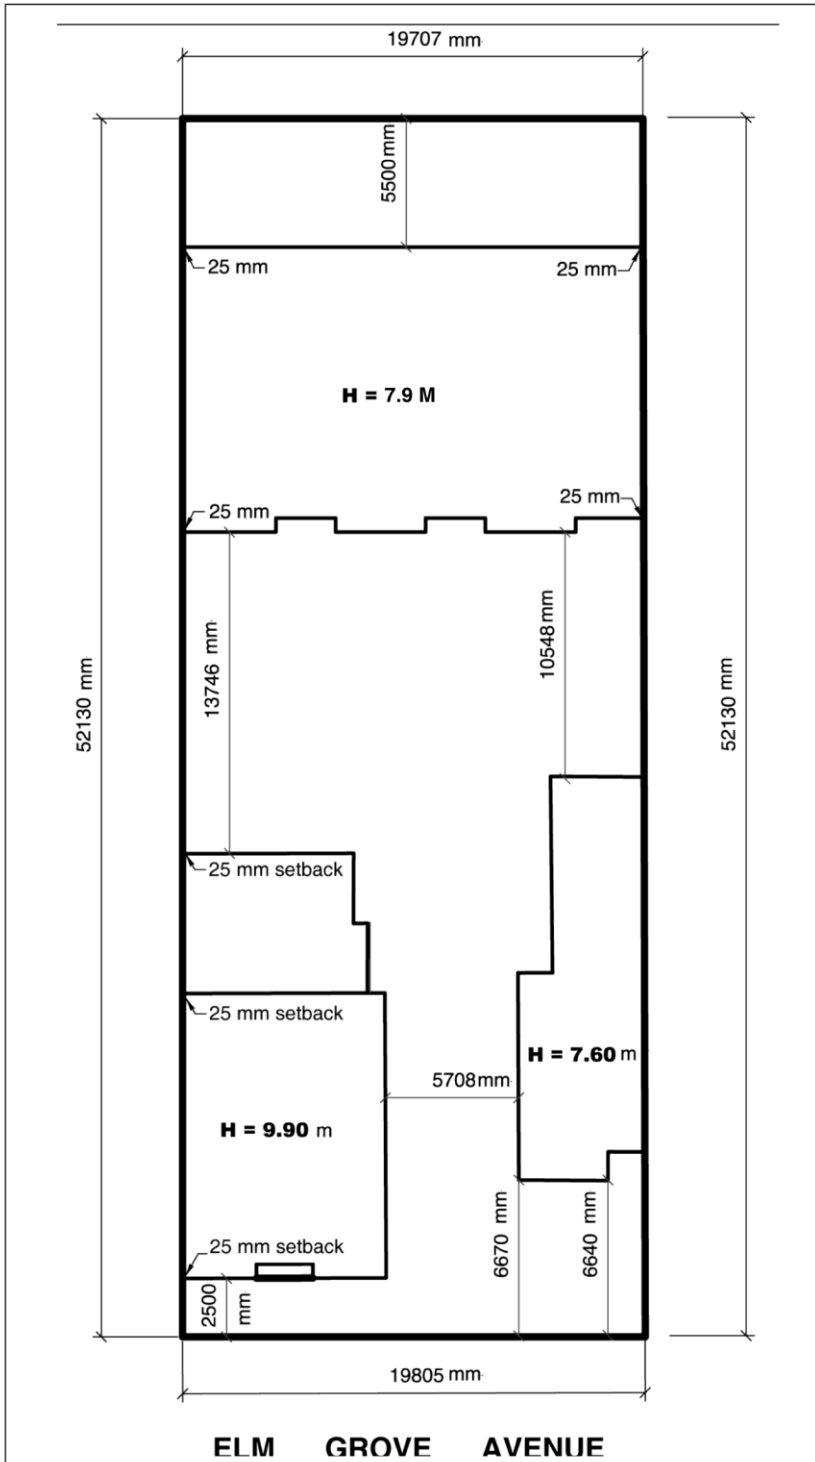 19707 mm
5500 mm
25 mm
25 mm
H = 7.9 M
25 mm
25 mm
13746 mm
10548 mm
52130 mm
52130 mm
25 mm setback
25 mm setback
H = 7.60 m
5708 mm
H = 9.90 m
6670 mm
6640 mm
25 mm setback
2500 mm
19805 mm
ELM GROVE AVENUE